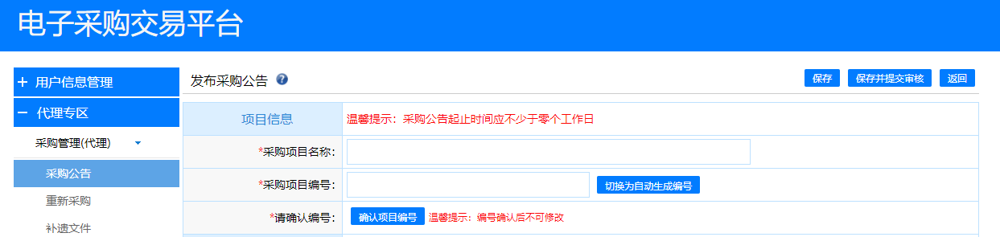 电子采购交易平台
用户信息管理
代理专区
采购管理(代理)
采购公告
重新采购
补遗文件
发布采购公告
保存 保存并提交审核 返回
项目信息 温馨提示：采购公告起止时间应不少于零个工作日
*采购项目名称：
*采购项目编号： 切换为自动生成编号
*请确认编号： 确认项目编号 温馨提示：编号确认后不可修改